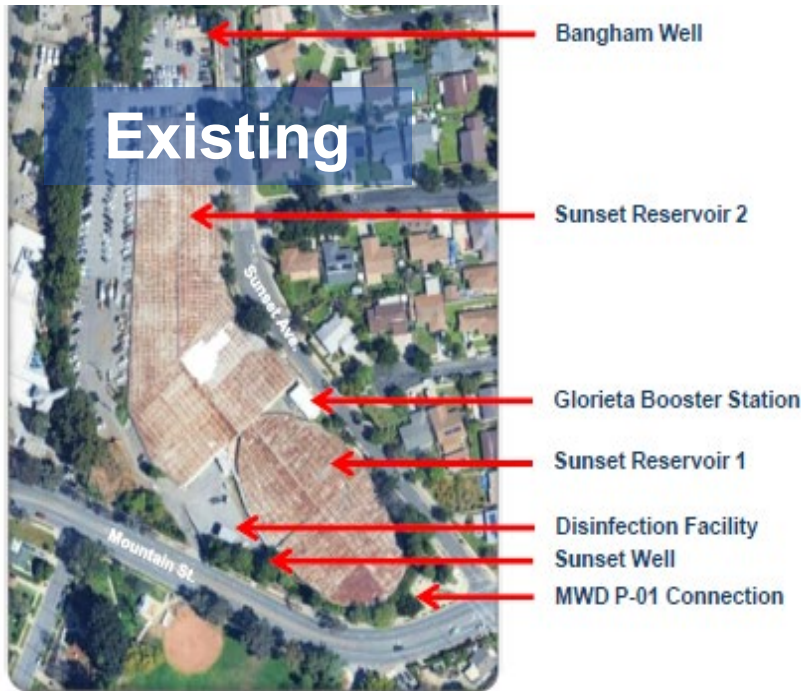 Bangham Well
Existing
Sunset Reservoir 2
Sunset Ave.
Glorieta Booster Station
Sunset Reservoir 1
Disinfection Facility
Mountain St.
Sunset Well
MWD P-01 Connection